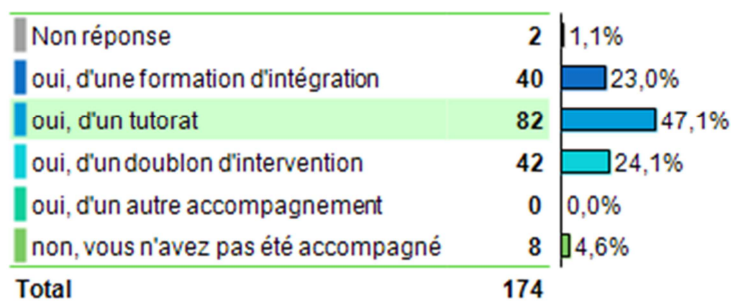 Non réponse 2 1,1%
oui, d'une formation d'intégration 40 23,0%
oui, d'un tutorat 82 47,1%
oui, d'un doublon d'intervention 42 24,1%
oui, d'un autre accompagnement 0 0,0%
non, vous n'avez pas été accompagné 8 4,6%
Total 174